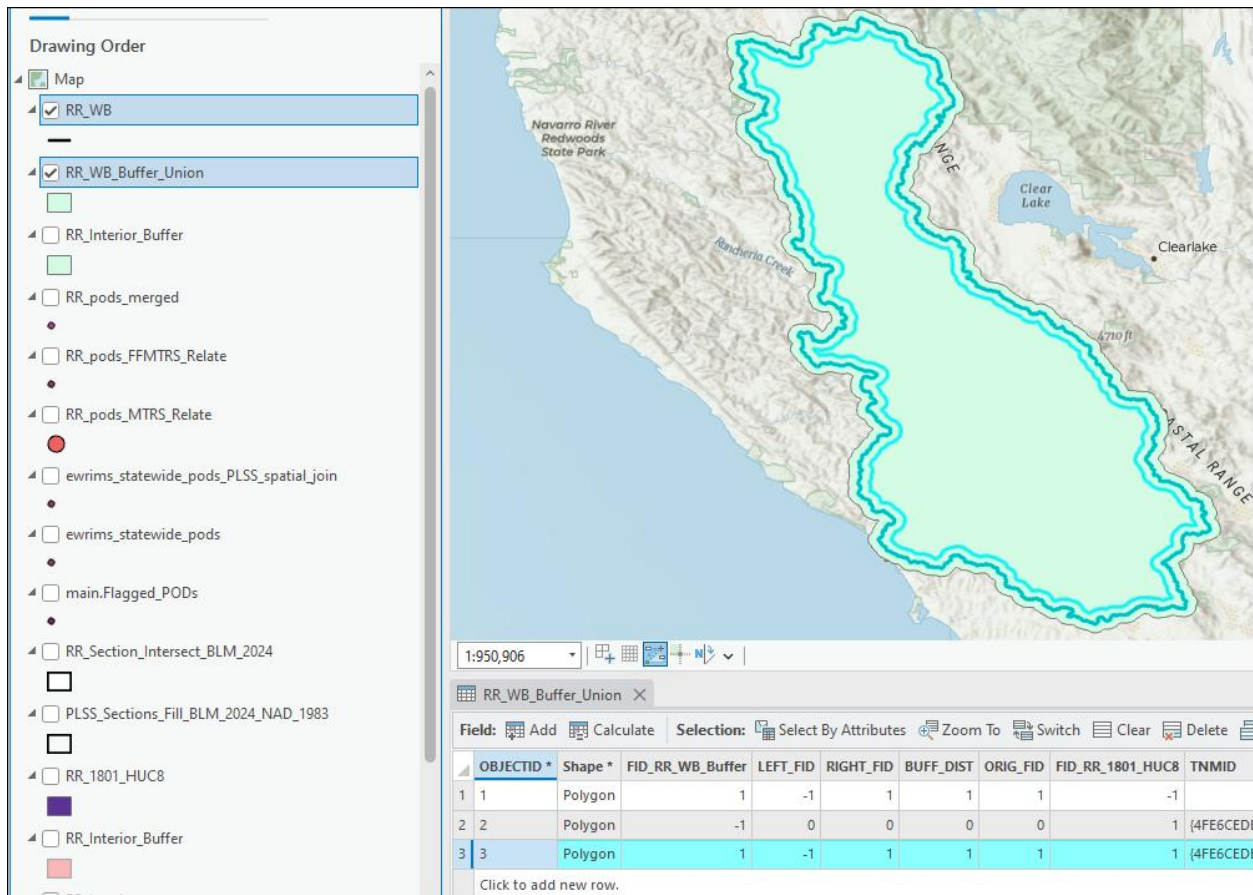 Drawing Order
Map
RR_WB
RR_WB_Buffer_Union
RR_Interior_Buffer
RR_pods_merged
RR_pods_FFMTRS_Relate
RR_pods_MTRS_Relate
ewrims_statewide_pods_PLSS_spatial_join
ewrims_statewide_pods
main.Flagged_PODs
RR_Section_Intersect_BLM_2024
PLSS_Sections_Fill_BLM_2024_NAD_1983
RR_1801_HUC8
RR_Interior_Buffer
Navarro River
Redwoods
State Park
NGE
Clear
Lake
Clearlake
Rancheria Creek
4710 ft
ASTAL RANGE
1:950,906
RR_WB_Buffer_Union
Field: Add Calculate Selection: Select By Attributes Zoom To Switch Clear Delete
OBJECTID * Shape * FID_RR_WB_Buffer LEFT_FID RIGHT_FID BUFF_DIST ORIG_FID FID_RR_1801_HUC8 TNMID
1 1 Polygon 1 -1 1 1 1 -1
2 2 Polygon -1 0 0 0 0 1 {4FE6CEDE
3 3 Polygon 1 -1 1 1 1 1 {4FE6CEDE
Click to add new row.